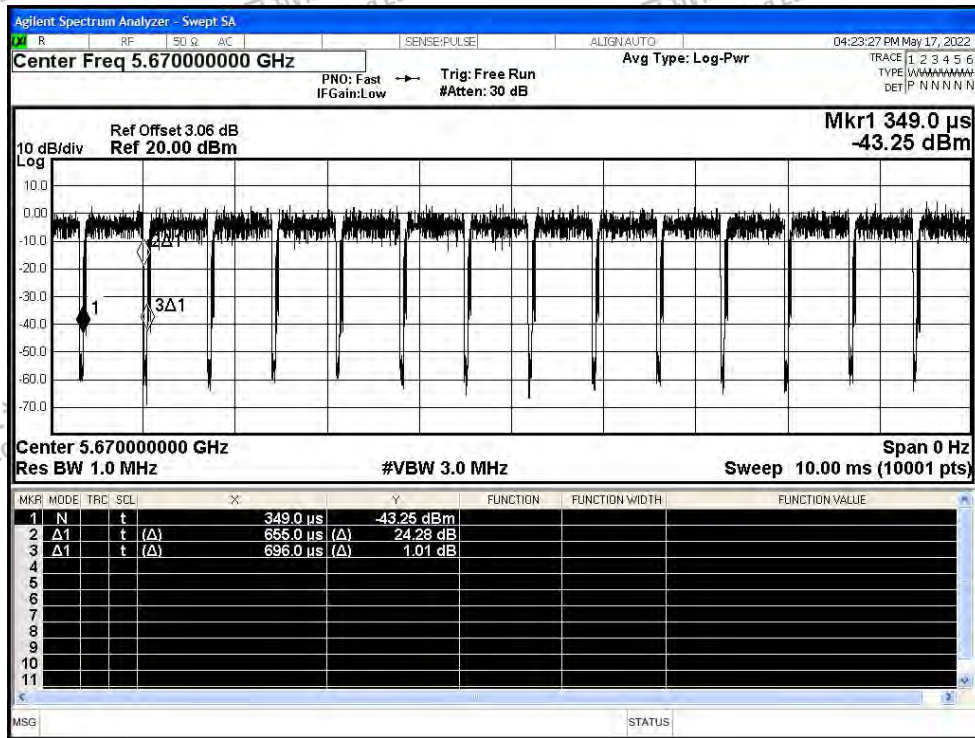 Agilent Spectrum Analyzer - Swept SA
LXI R RF 50 Ω AC SENSE:PULSE ALIGN AUTO 04:23:27 PM May 17, 2022
Center Freq 5.670000000 GHz Avg Type: Log-Pwr TRACE 1 2 3 4 5 6
PNO: Fast Trig: Free Run TYPE WWWWWW
IFGain:Low #Atten: 30 dB DET P N N N N N
Mkr1 349.0 µs
Ref Offset 3.06 dB
10 dB/div Ref 20.00 dBm -43.25 dBm
Log
10.0
0.00
-10.0
2Δ1
-20.0
-30.0
1
3Δ1
-40.0
-50.0
-60.0
-70.0
Center 5.670000000 GHz Span 0 Hz
Res BW 1.0 MHz #VBW 3.0 MHz Sweep 10.00 ms (10001 pts)
MKR MODE TRC SCL X Y FUNCTION FUNCTION WIDTH FUNCTION VALUE
1 N t 349.0 µs -43.25 dBm
2 Δ1 t (Δ) 655.0 µs (Δ) 24.28 dB
3 Δ1 t (Δ) 696.0 µs (Δ) 1.01 dB
4
5
6
7
8
9
10
11
MSG STATUS